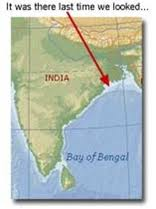 It was there last time we looked...
INDIA
Bay of Bengal